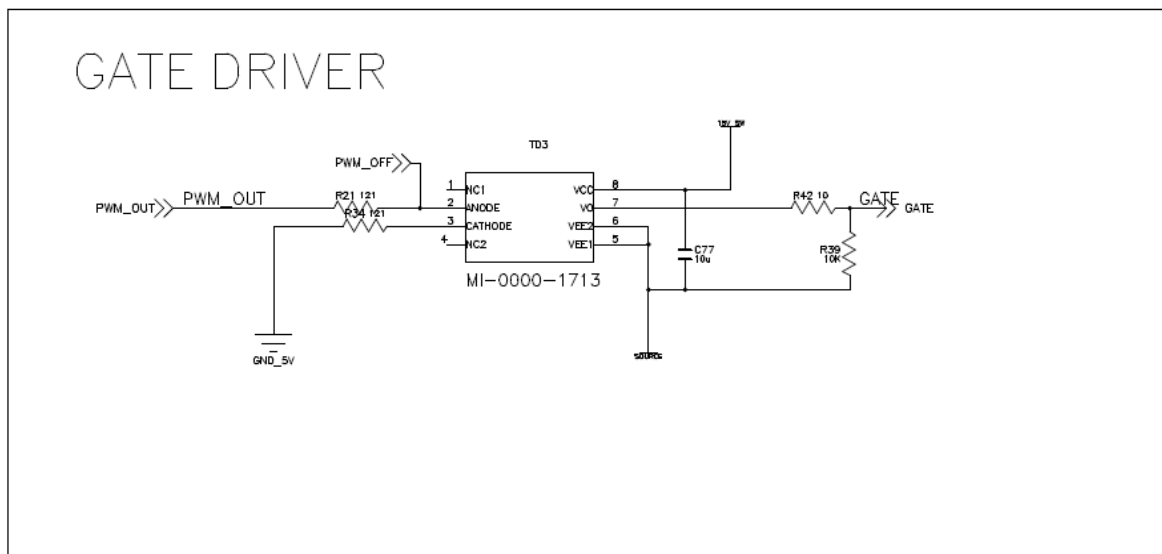 GATE DRIVER
TD3
PWM_OFF
PWM_OUT
PWM_OUT
R21 121
R34 121
1 NC1
2 ANODE
3 CATHODE
4 NC2
VCC 8
VO 7
VEE2 6
VEE1 5
MI-0000-1713
R42 10
GATE
GATE
C77
10u
R39
10K
GND_5V
SOURCE